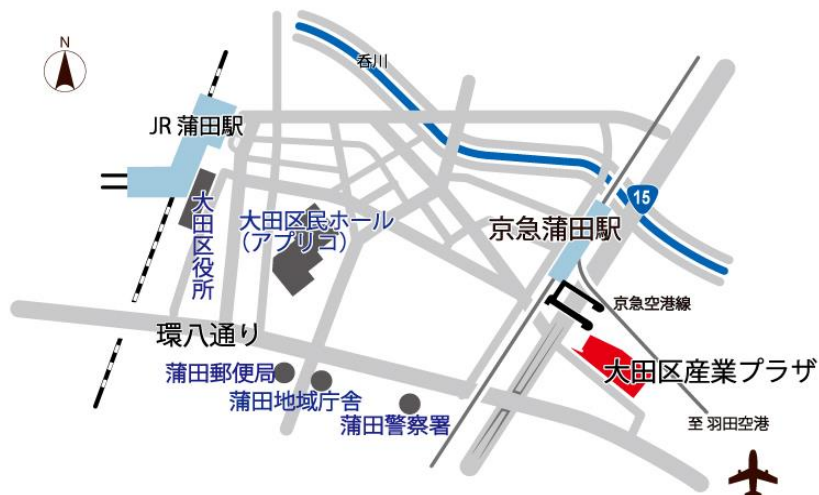 N
呑川
JR 蒲田駅
15
大田区役所
大田区民ホール
（アプリコ）
京急蒲田駅
京急空港線
環八通り
蒲田郵便局
大田区産業プラザ
蒲田地域庁舎
蒲田警察署
至 羽田空港